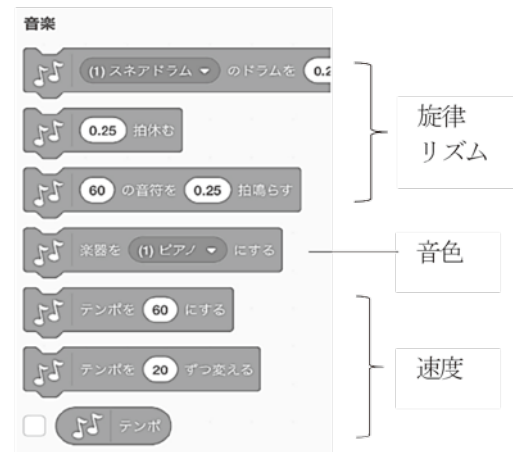 音楽
(1) スネアドラム のドラムを 0.2
0.25 拍休む
60 の音符を 0.25 拍鳴らす
楽器を (1) ピアノ にする
テンポを 60 にする
テンポを 20 ずつ変える
テンポ
旋律
リズム
音色
速度